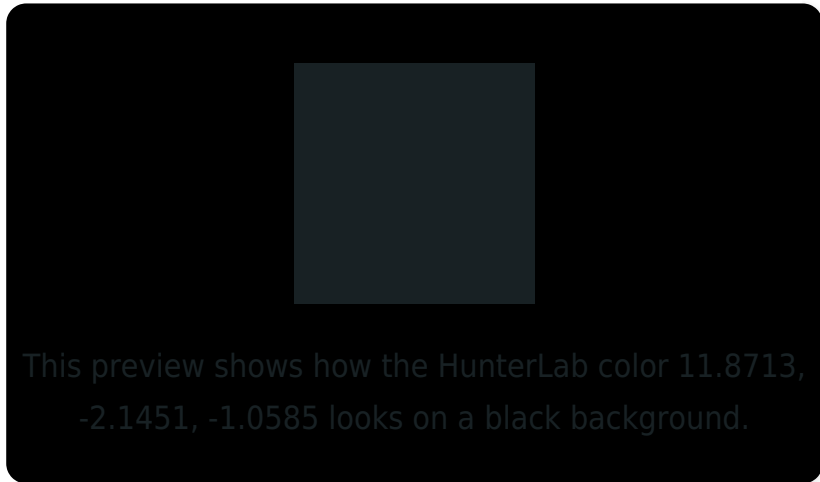 This preview shows how the HunterLab color 11.8713,
-2.1451, -1.0585 looks on a black background.